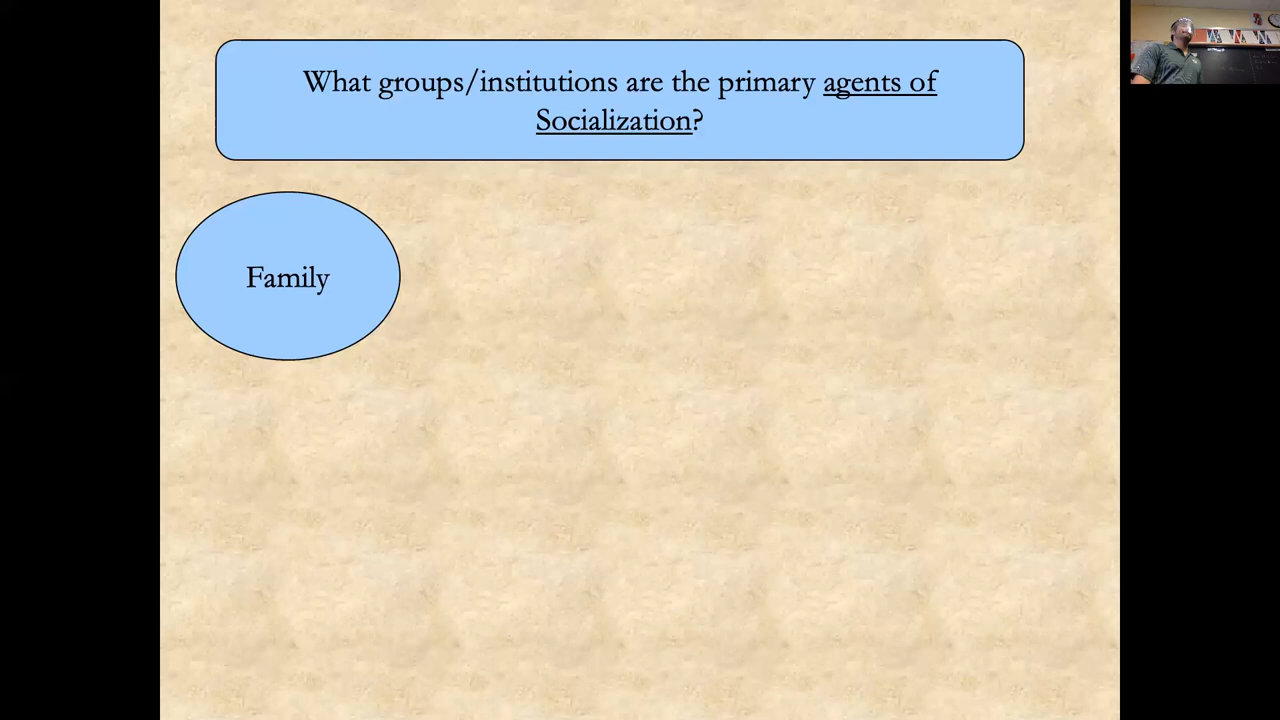 What groups/institutions are the primary agents of
Socialization?
Family